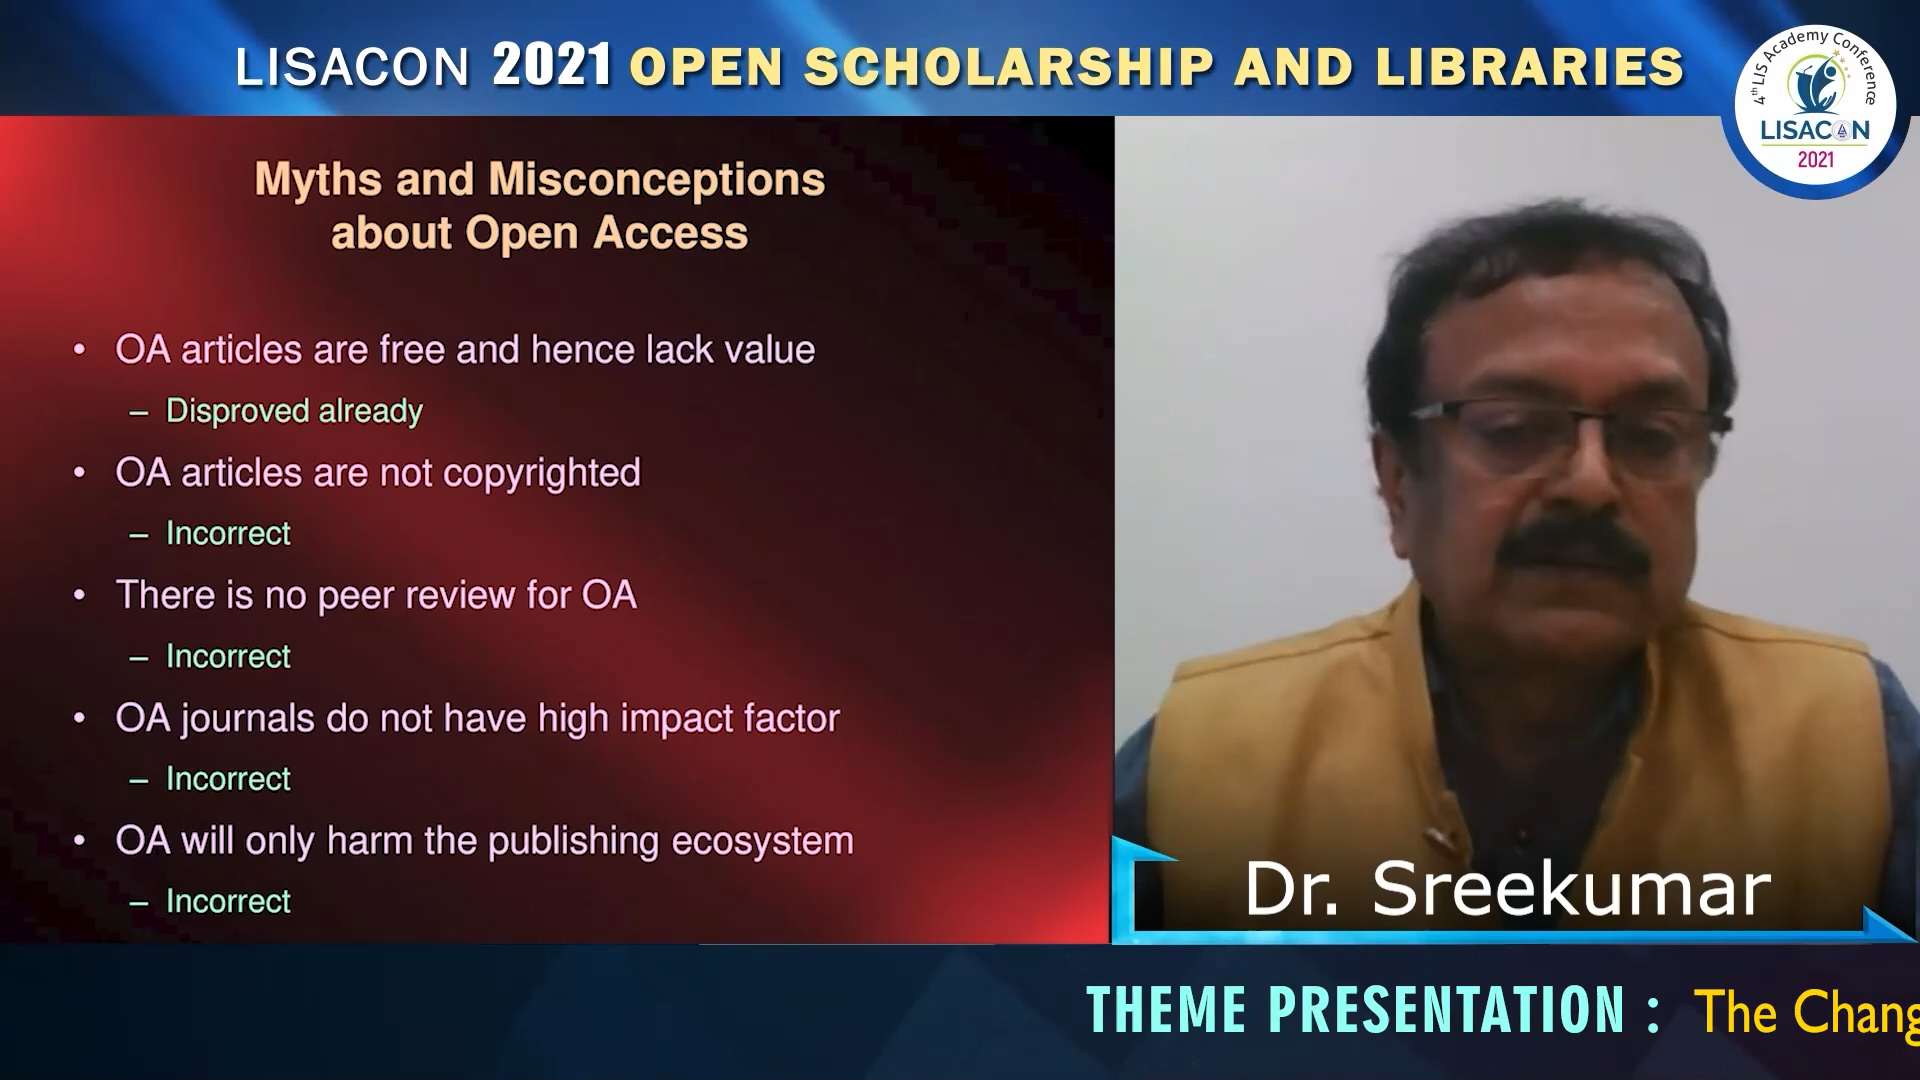 LISACON 2021 OPEN SCHOLARSHIP AND LIBRARIES
4th LIS Academy Conference
LISACON
2021
Myths and Misconceptions
about Open Access
• OA articles are free and hence lack value
– Disproved already
• OA articles are not copyrighted
– Incorrect
• There is no peer review for OA
– Incorrect
• OA journals do not have high impact factor
– Incorrect
• OA will only harm the publishing ecosystem
– Incorrect
Dr. Sreekumar
THEME PRESENTATION : The Chang